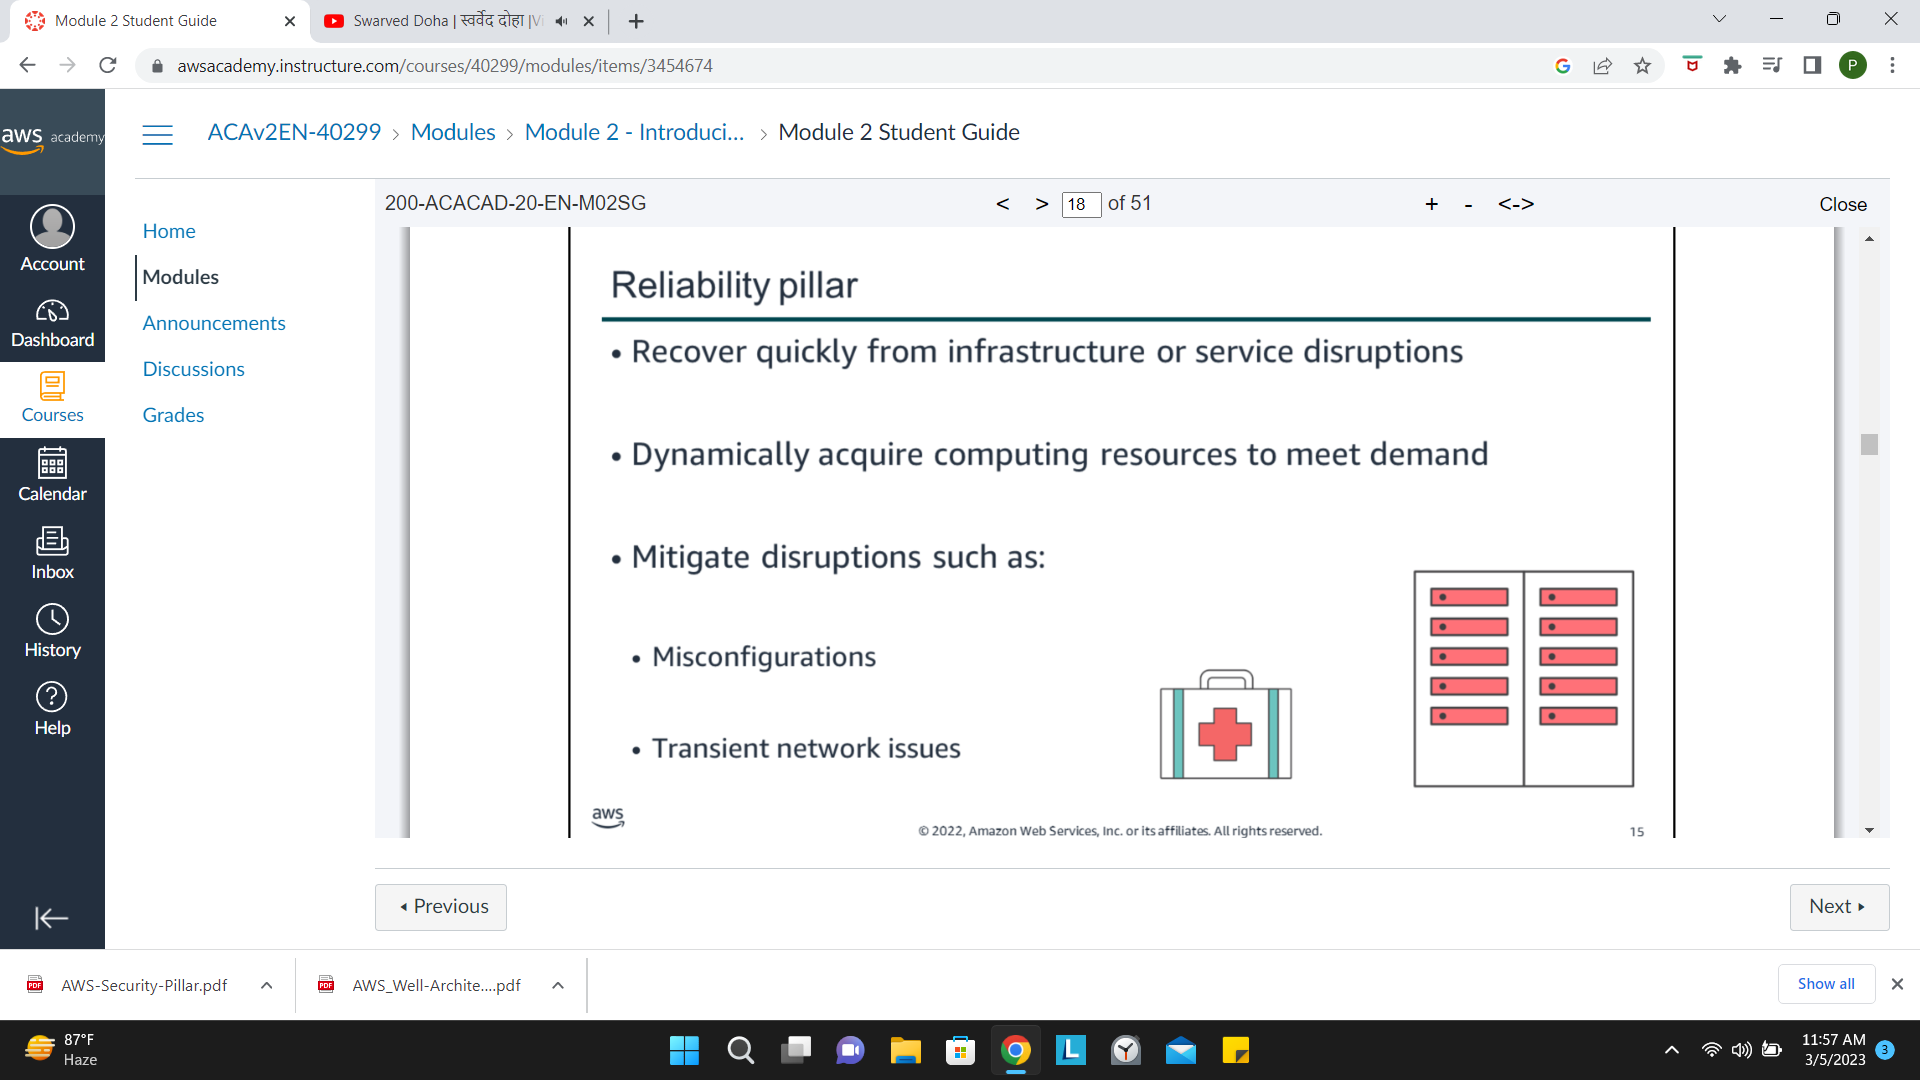 Module 2 Student Guide
Swarved Doha | स्वर्वेद दोहा |Vi
awsacademy.instructure.com/courses/40299/modules/items/3454674
P
aws academy
ACAv2EN-40299 › Modules › Module 2 - Introduci... › Module 2 Student Guide
200-ACACAD-20-EN-M02SG
< > 18 of 51
+ - <->
Close
Account
Dashboard
Courses
Calendar
Inbox
History
Help
Home
Modules
Announcements
Discussions
Grades
Reliability pillar
• Recover quickly from infrastructure or service disruptions
• Dynamically acquire computing resources to meet demand
• Mitigate disruptions such as:
• Misconfigurations
• Transient network issues
aws
© 2022, Amazon Web Services, Inc. or its affiliates. All rights reserved.
15
Previous
Next
PDF AWS-Security-Pillar.pdf
PDF AWS_Well-Archite....pdf
Show all
87°F
Haze
L
11:57 AM
3/5/2023
3